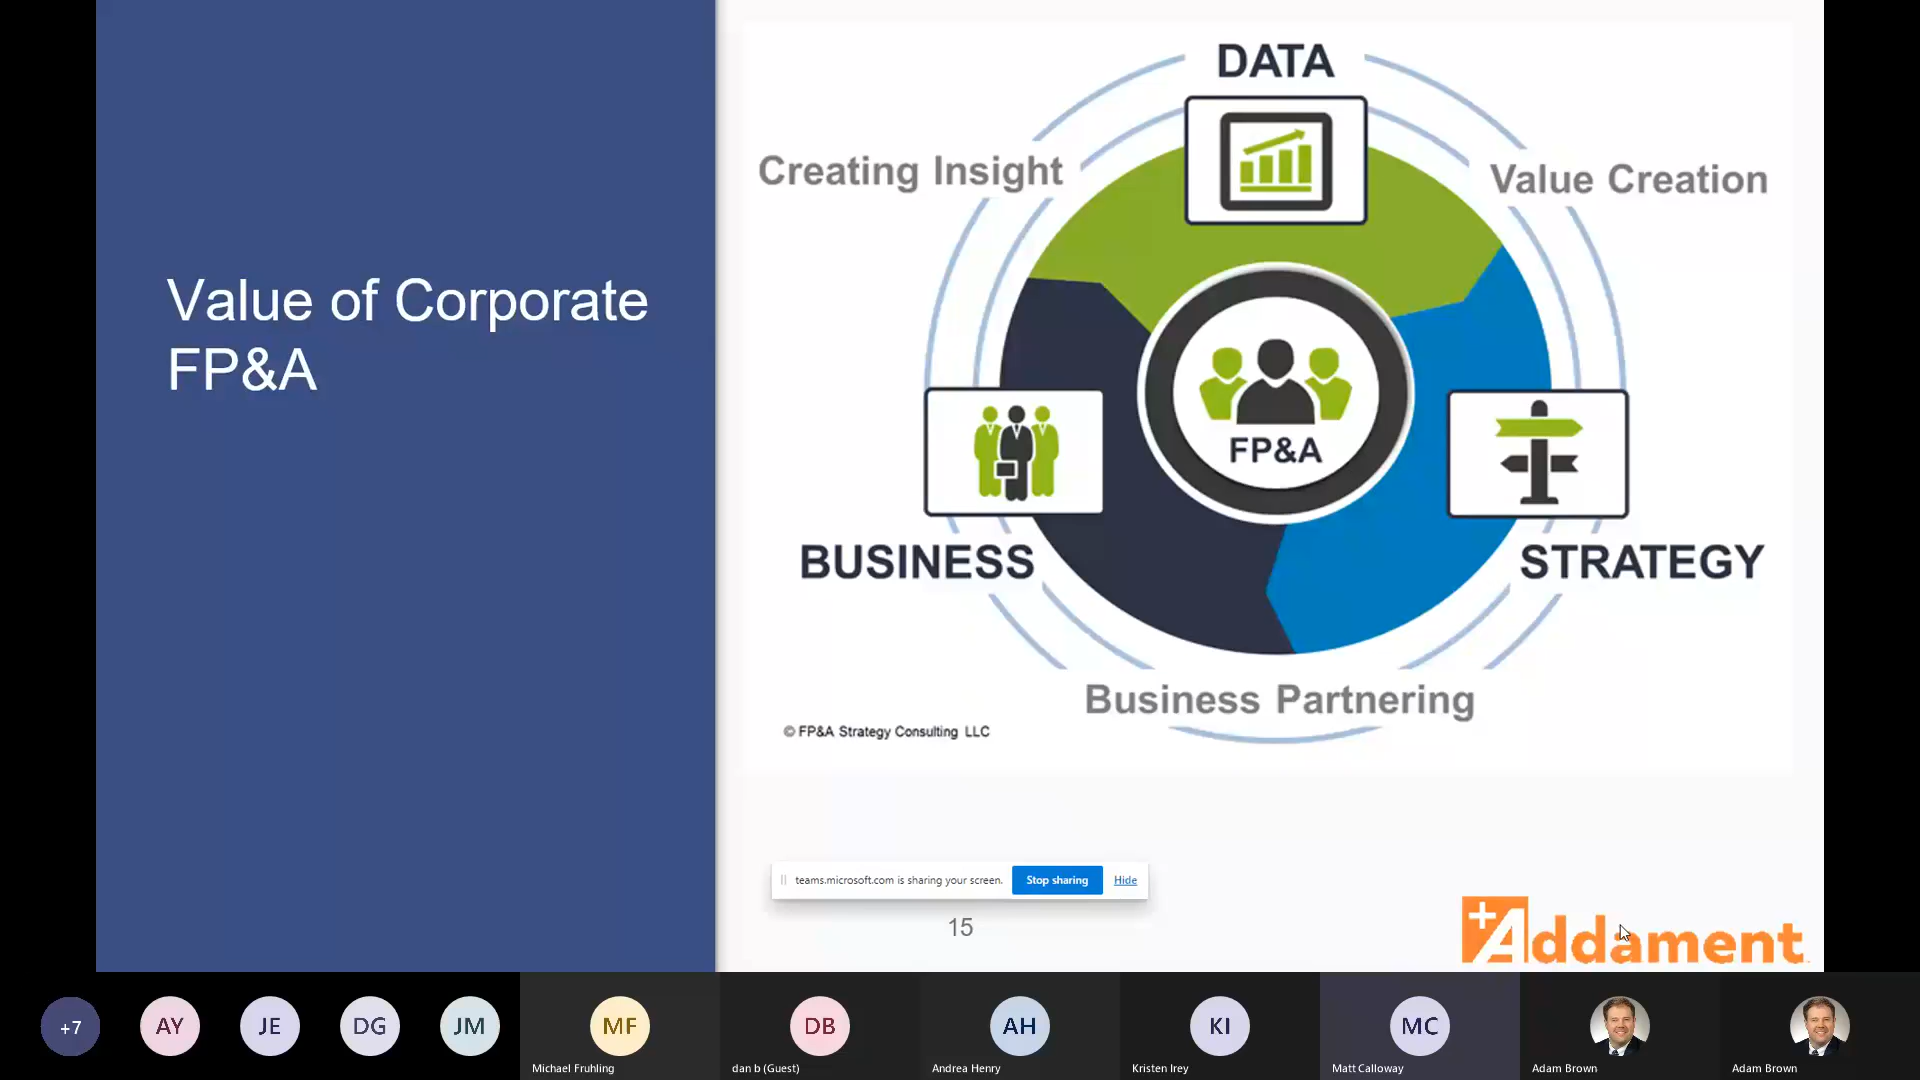 Value of Corporate
FP&A
DATA
Creating Insight
Value Creation
FP&A
BUSINESS
STRATEGY
Business Partnering
© FP&A Strategy Consulting LLC
teams.microsoft.com is sharing your screen.
Stop sharing
Hide
15
+Addament
+7
AY
JE
DG
JM
MF
DB
AH
KI
MC
Michael Fruhling
dan b (Guest)
Andrea Henry
Kristen Irey
Matt Calloway
Adam Brown
Adam Brown